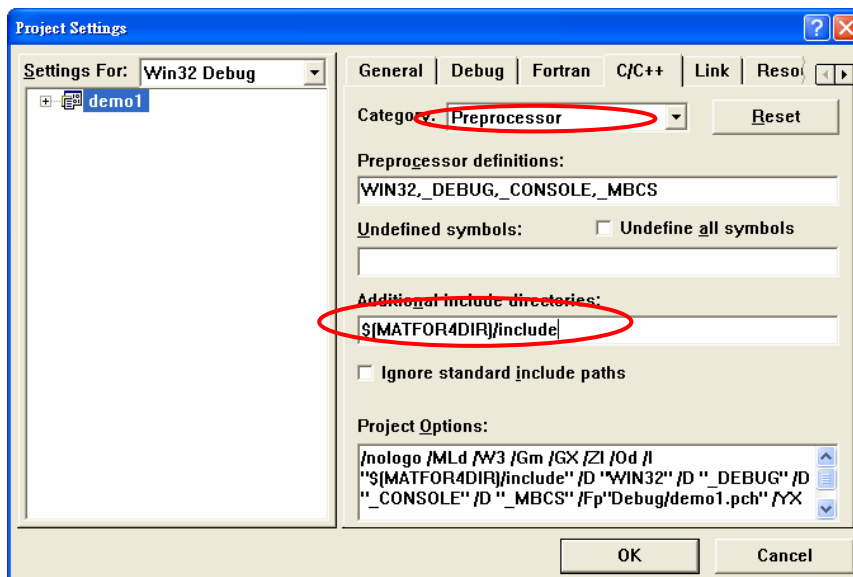 Project Settings
Settings For: Win32 Debug
demo1
General Debug Fortran C/C++ Link
Category: Preprocessor
Reset
Preprocessor definitions:
WIN32,_DEBUG,_CONSOLE,_MBCS
Undefined symbols:
Undefine all symbols
Additional include directories:
$(MATFOR4DIR)/include
Ignore standard include paths
Project Options:
/nologo /MLd /W3 /Gm /GX /ZI /Od /I
"$(MATFOR4DIR)/include" /D "WIN32" /D "_DEBUG" /D
"_CONSOLE" /D "_MBCS" /Fp"Debug/demo1.pch" /YX
OK Cancel